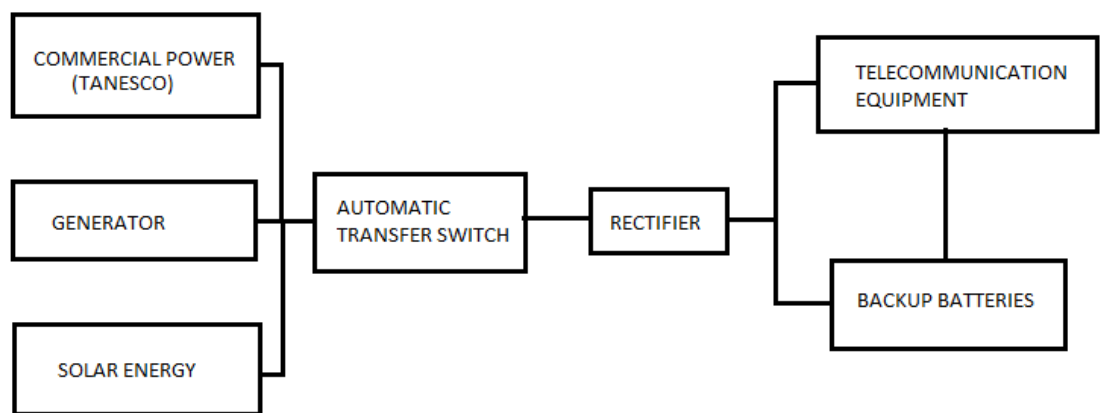 COMMERCIAL POWER
(TANESCO)
GENERATOR
SOLAR ENERGY
AUTOMATIC
TRANSFER SWITCH
RECTIFIER
TELECOMMUNICATION
EQUIPMENT
BACKUP BATTERIES